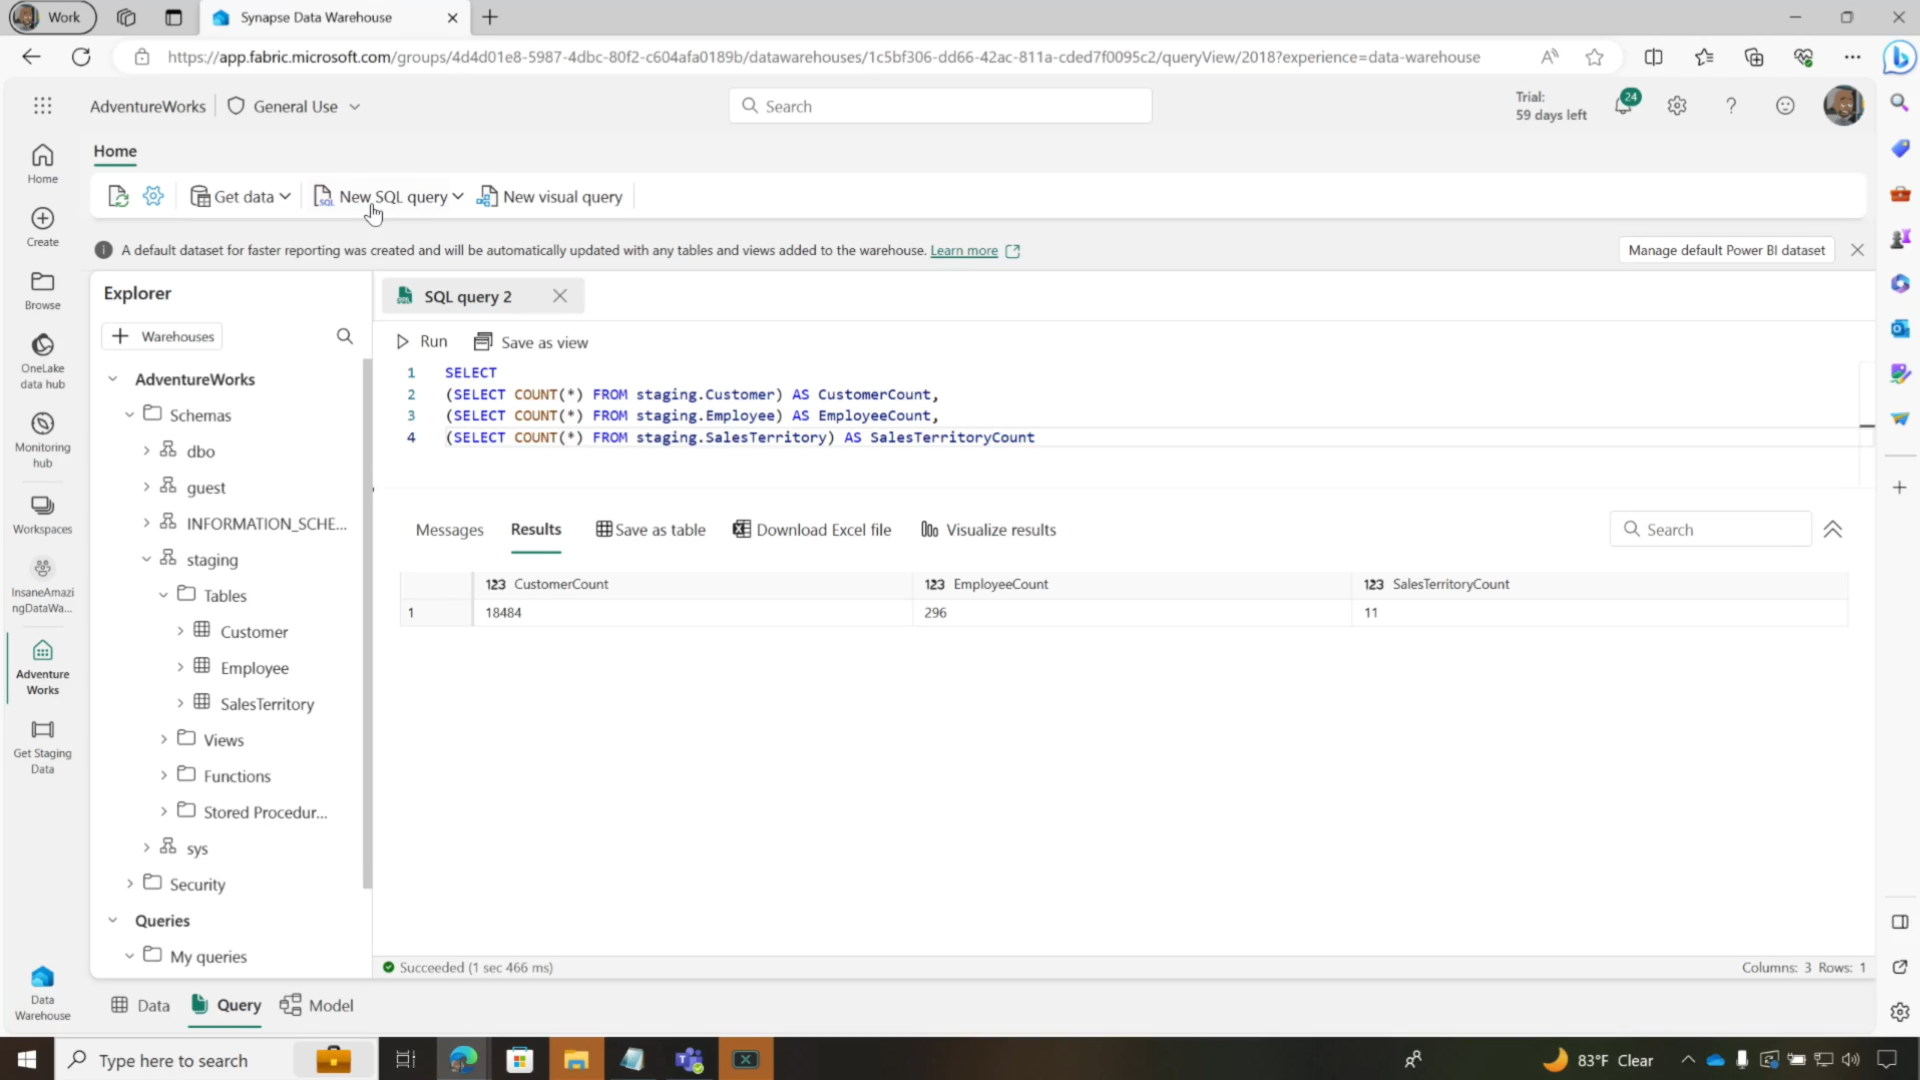 Work
Synapse Data Warehouse
https://app.fabric.microsoft.com/groups/4d4d01e8-5987-4dbc-80f2-c604afa0189b/datawarehouses/1c5bf306-dd66-42ac-811a-cded7f0095c2/queryView/2018?experience=data-warehouse
AdventureWorks
General Use
Search
Trial:
59 days left
24
Home
Get data
New SQL query
New visual query
A default dataset for faster reporting was created and will be automatically updated with any tables and views added to the warehouse. Learn more
Manage default Power BI dataset
Home
Create
Browse
OneLake
data hub
Monitoring
hub
Workspaces
InsaneAmazi
ngDataWa...
Adventure
Works
Get Staging
Data
Data
Warehouse
Explorer
+ Warehouses
AdventureWorks
Schemas
dbo
guest
INFORMATION_SCHE...
staging
Tables
Customer
Employee
SalesTerritory
Views
Functions
Stored Procedur...
sys
Security
Queries
My queries
SQL query 2
Run
Save as view
1 SELECT
2 (SELECT COUNT(*) FROM staging.Customer) AS CustomerCount,
3 (SELECT COUNT(*) FROM staging.Employee) AS EmployeeCount,
4 (SELECT COUNT(*) FROM staging.SalesTerritory) AS SalesTerritoryCount
Messages
Results
Save as table
Download Excel file
Visualize results
Search
123 CustomerCount
123 EmployeeCount
123 SalesTerritoryCount
1 18484 296 11
Succeeded (1 sec 466 ms)
Columns: 3 Rows: 1
Data
Query
Model
Type here to search
83°F Clear